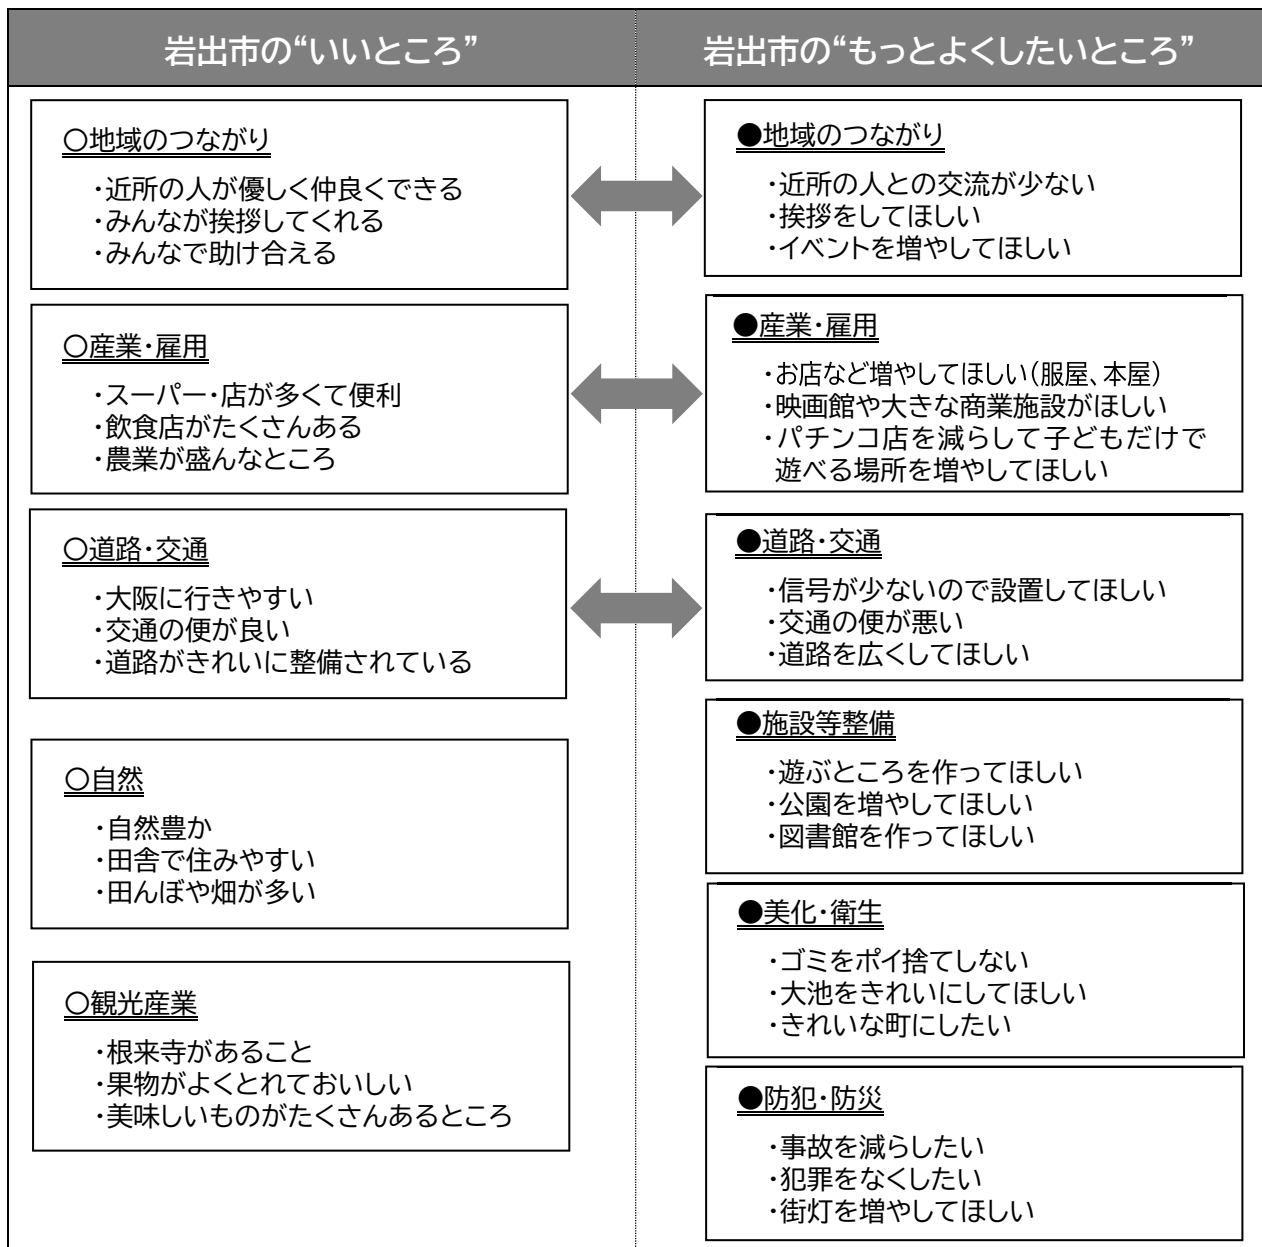 岩出市の“いいところ”
〇地域のつながり
・近所の人が優しく仲良くできる
・みんなが挨拶してくれる
・みんなで助け合える
〇産業・雇用
・スーパー・店が多くて便利
・飲食店がたくさんある
・農業が盛んなところ
〇道路・交通
・大阪に行きやすい
・交通の便が良い
・道路がきれいに整備されている
〇自然
・自然豊か
・田舎で住みやすい
・田んぼや畑が多い
〇観光産業
・根来寺があること
・果物がよくとれておいしい
・美味しいものがたくさんあるところ
岩出市の“もっとよくしたいところ”
●地域のつながり
・近所の人との交流が少ない
・挨拶をしてほしい
・イベントを増やしてほしい
●産業・雇用
・お店など増やしてほしい（服屋、本屋）
・映画館や大きな商業施設がほしい
・パチンコ店を減らして子どもだけで
遊べる場所を増やしてほしい
●道路・交通
・信号が少ないので設置してほしい
・交通の便が悪い
・道路を広くしてほしい
●施設等整備
・遊ぶところを作ってほしい
・公園を増やしてほしい
・図書館を作ってほしい
●美化・衛生
・ゴミをポイ捨てしない
・大池をきれいにしてほしい
・きれいな町にしたい
●防犯・防災
・事故を減らしたい
・犯罪をなくしたい
・街灯を増やしてほしい